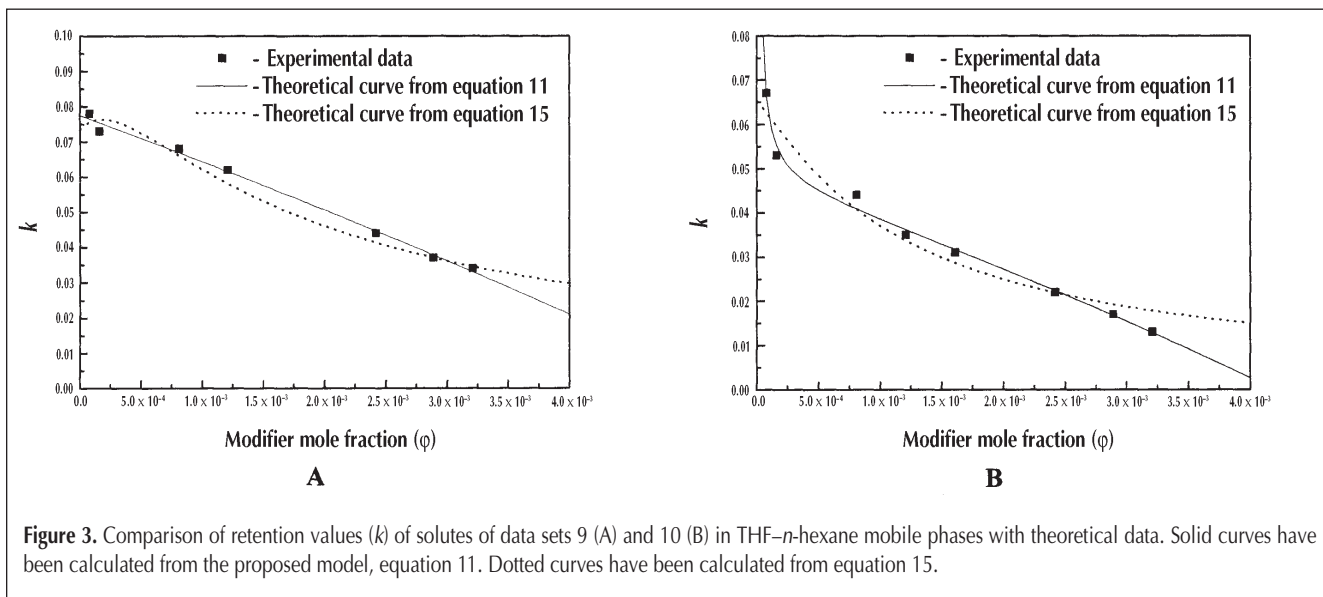 0.10
0.09
0.08
0.07
0.06
0.05
0.04
0.03
0.02
0.01
0.00
k
■ - Experimental data
- Theoretical curve from equation 11
- Theoretical curve from equation 15
0.0 5.0 x 10⁻⁴ 1.0 x 10⁻³ 1.5 x 10⁻³ 2.0 x 10⁻³ 2.5 x 10⁻³ 3.0 x 10⁻³ 3.5 x 10⁻³ 4.0 x 10⁻³
Modifier mole fraction (φ)
A
0.08
0.07
0.06
0.05
0.04
0.03
0.02
0.01
0.00
k
■ - Experimental data
- Theoretical curve from equation 11
- Theoretical curve from equation 15
0.0 5.0 x 10⁻⁴ 1.0 x 10⁻³ 1.5 x 10⁻³ 2.0 x 10⁻³ 2.5 x 10⁻³ 3.0 x 10⁻³ 3.5 x 10⁻³ 4.0 x 10⁻³
Modifier mole fraction (φ)
B
Figure 3. Comparison of retention values (k) of solutes of data sets 9 (A) and 10 (B) in THF–n-hexane mobile phases with theoretical data. Solid curves have
been calculated from the proposed model, equation 11. Dotted curves have been calculated from equation 15.